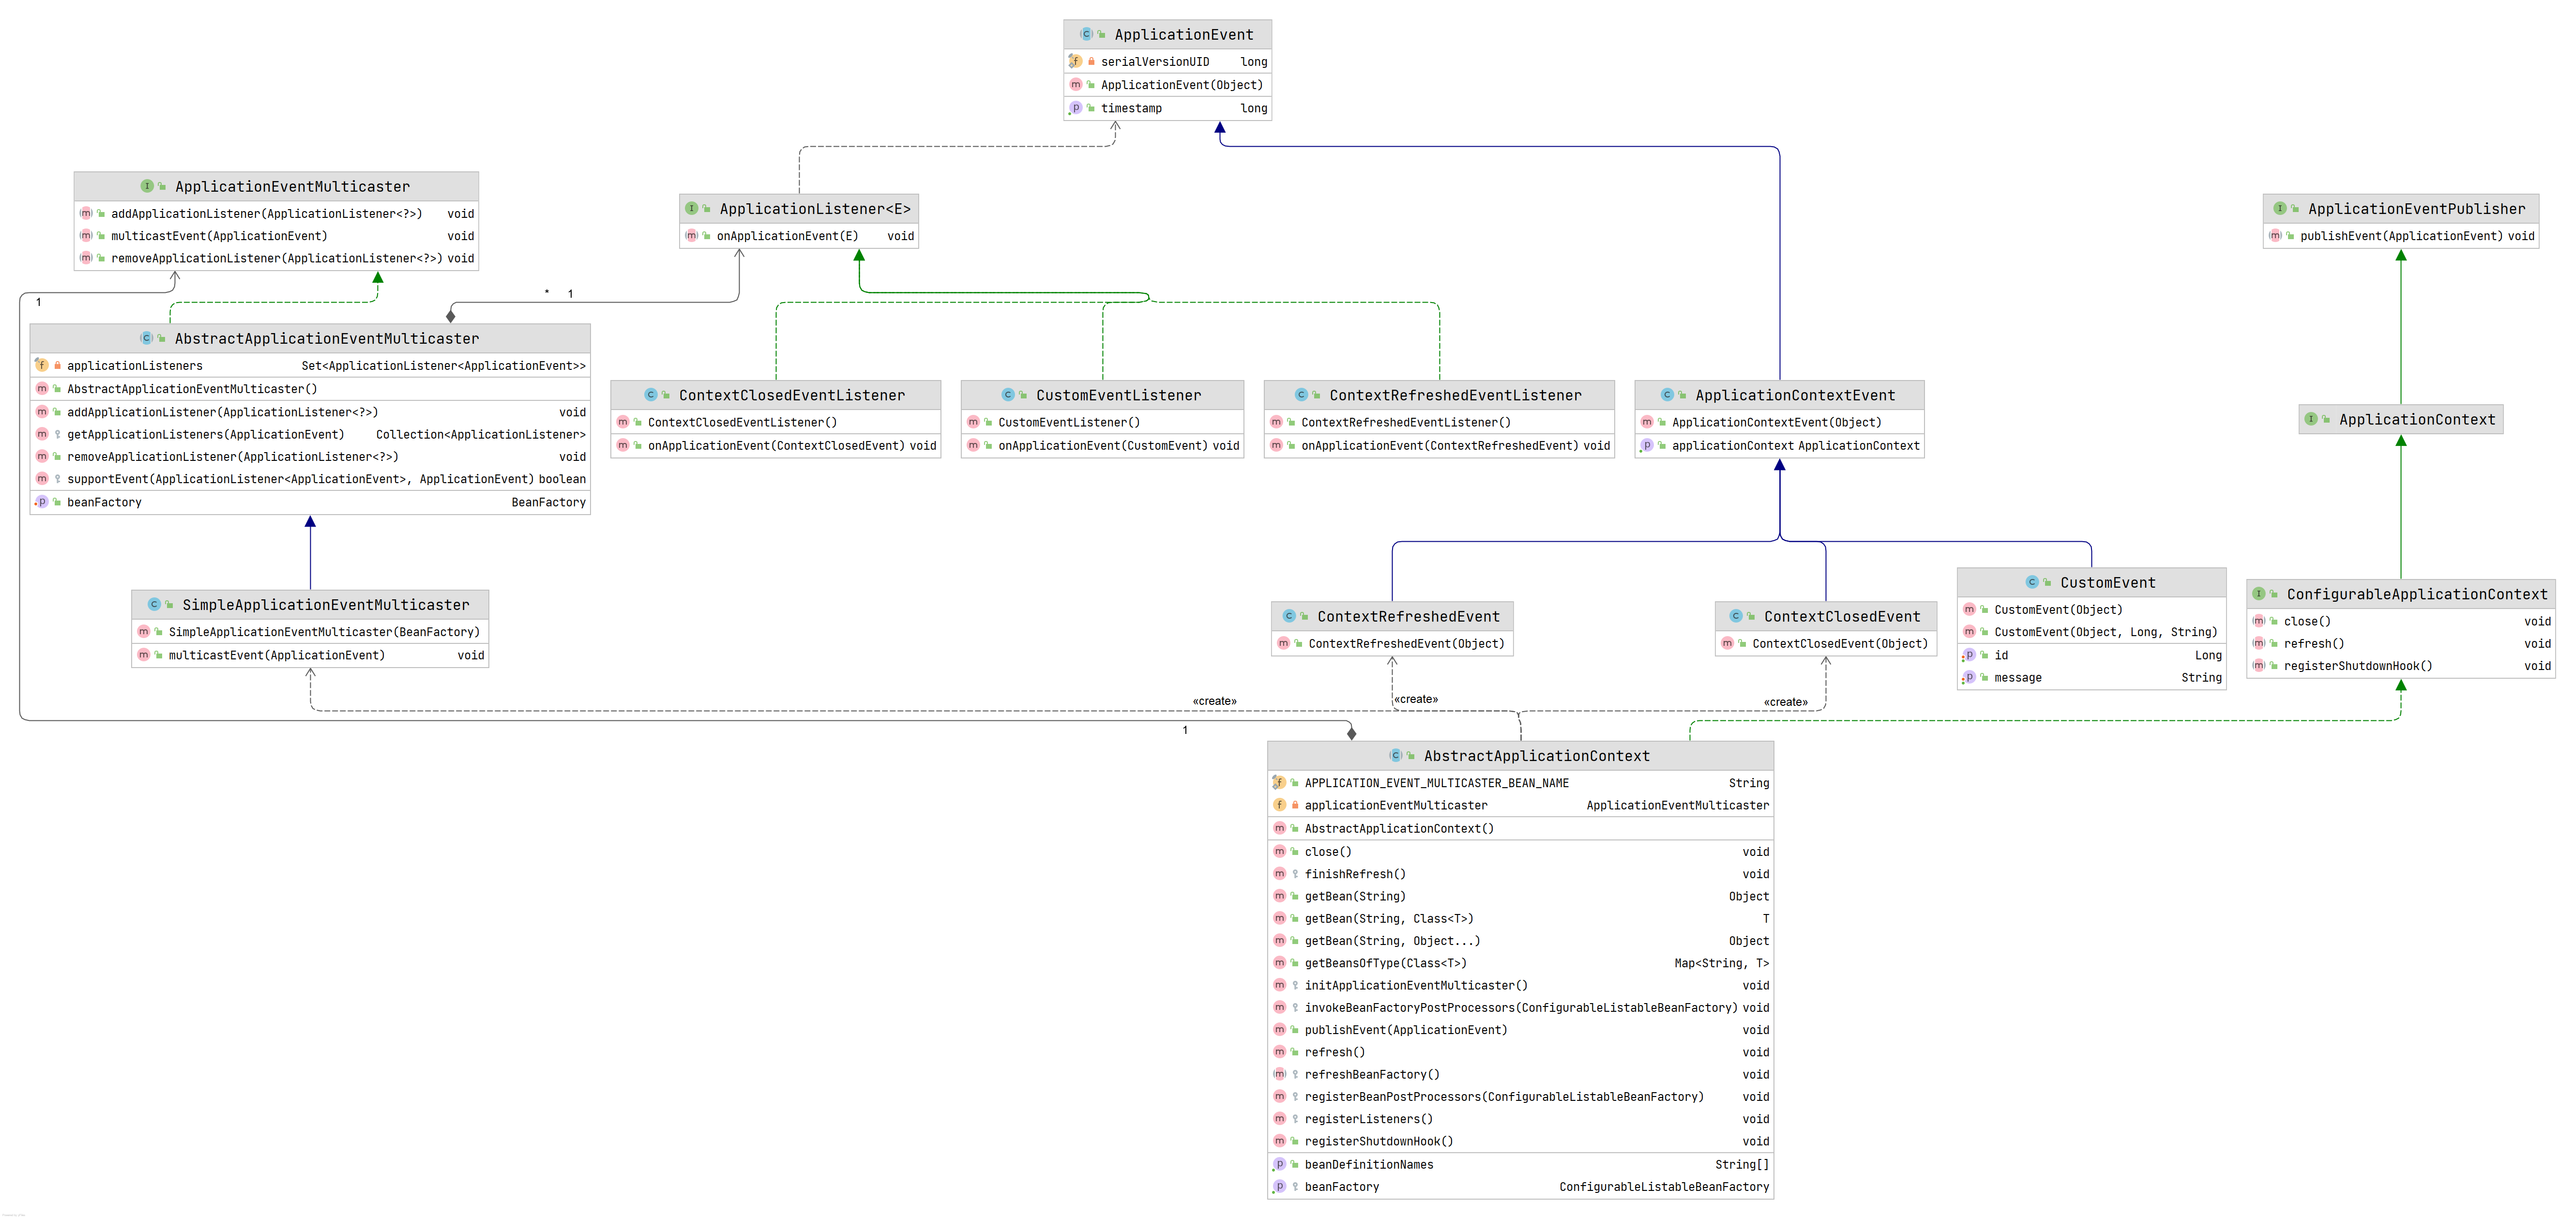 ApplicationEvent
serialVersionUID long
ApplicationEvent(Object)
timestamp long
ApplicationEventMulticaster
addApplicationListener(ApplicationListener<?>) void
multicastEvent(ApplicationEvent) void
removeApplicationListener(ApplicationListener<?>) void
ApplicationListener<E>
onApplicationEvent(E) void
ApplicationEventPublisher
publishEvent(ApplicationEvent) void
1
* 1
AbstractApplicationEventMulticaster
applicationListeners Set<ApplicationListener<ApplicationEvent>>
AbstractApplicationEventMulticaster()
addApplicationListener(ApplicationListener<?>) void
getApplicationListeners(ApplicationEvent) Collection<ApplicationListener>
removeApplicationListener(ApplicationListener<?>) void
supportEvent(ApplicationListener<ApplicationEvent>, ApplicationEvent) boolean
beanFactory BeanFactory
ContextClosedEventListener
ContextClosedEventListener()
onApplicationEvent(ContextClosedEvent) void
CustomEventListener
CustomEventListener()
onApplicationEvent(CustomEvent) void
ContextRefreshedEventListener
ContextRefreshedEventListener()
onApplicationEvent(ContextRefreshedEvent) void
ApplicationContextEvent
ApplicationContextEvent(Object)
applicationContext ApplicationContext
ApplicationContext
SimpleApplicationEventMulticaster
SimpleApplicationEventMulticaster(BeanFactory)
multicastEvent(ApplicationEvent) void
ContextRefreshedEvent
ContextRefreshedEvent(Object)
ContextClosedEvent
ContextClosedEvent(Object)
CustomEvent
CustomEvent(Object)
CustomEvent(Object, Long, String)
id Long
message String
ConfigurableApplicationContext
close() void
refresh() void
registerShutdownHook() void
«create»
«create»
«create»
1
AbstractApplicationContext
APPLICATION_EVENT_MULTICASTER_BEAN_NAME String
applicationEventMulticaster ApplicationEventMulticaster
AbstractApplicationContext()
close() void
finishRefresh() void
getBean(String) Object
getBean(String, Class<T>) T
getBean(String, Object...) Object
getBeansOfType(Class<T>) Map<String, T>
initApplicationEventMulticaster() void
invokeBeanFactoryPostProcessors(ConfigurableListableBeanFactory) void
publishEvent(ApplicationEvent) void
refresh() void
refreshBeanFactory() void
registerBeanPostProcessors(ConfigurableListableBeanFactory) void
registerListeners() void
registerShutdownHook() void
beanDefinitionNames String[]
beanFactory ConfigurableListableBeanFactory